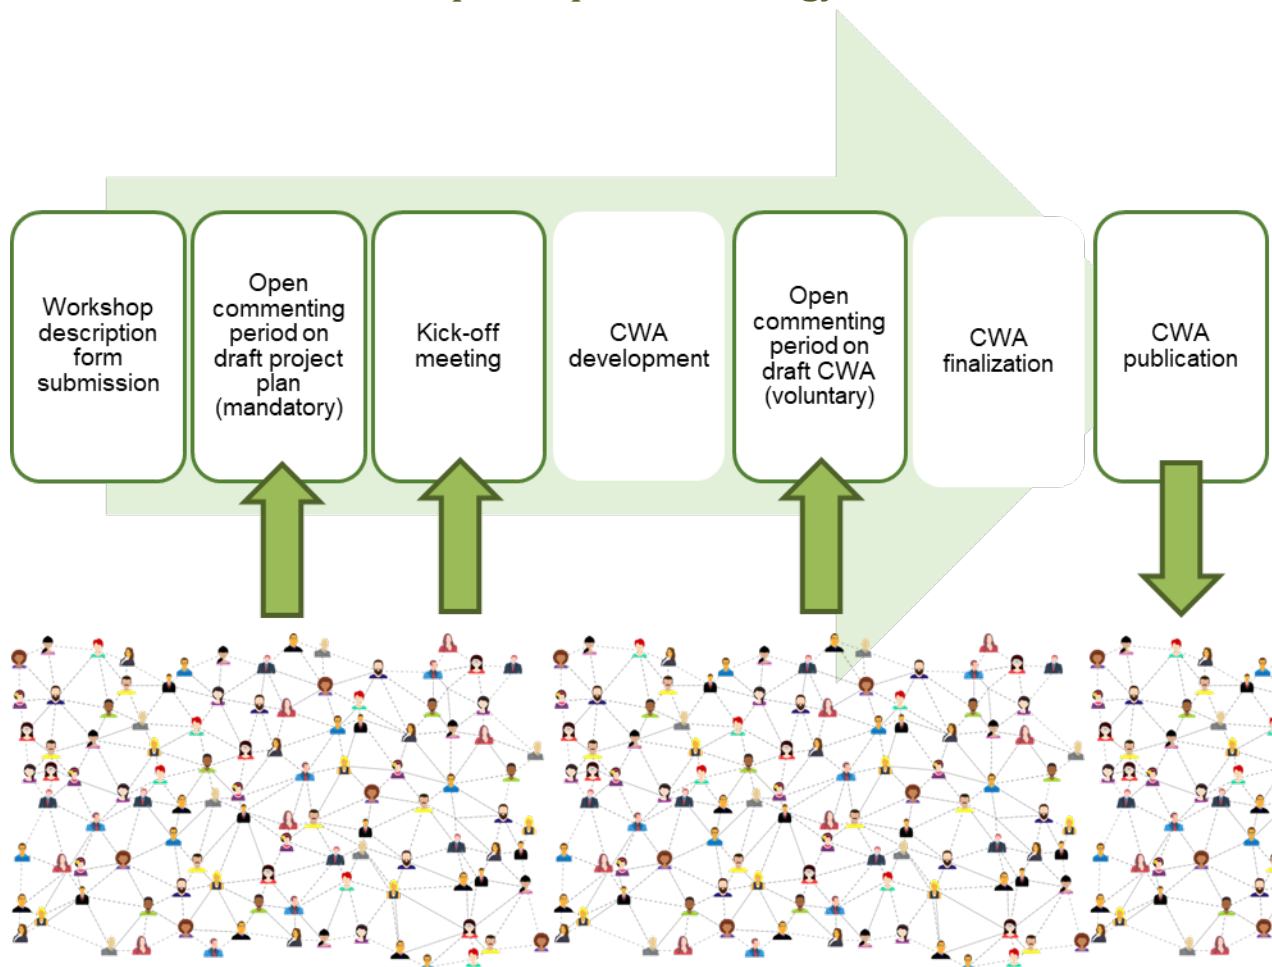 Workshop
description
form
submission
Open
commenting
period on
draft project
plan
(mandatory)
Kick-off
meeting
CWA
development
Open
commenting
period on
draft CWA
(voluntary)
CWA
finalization
CWA
publication